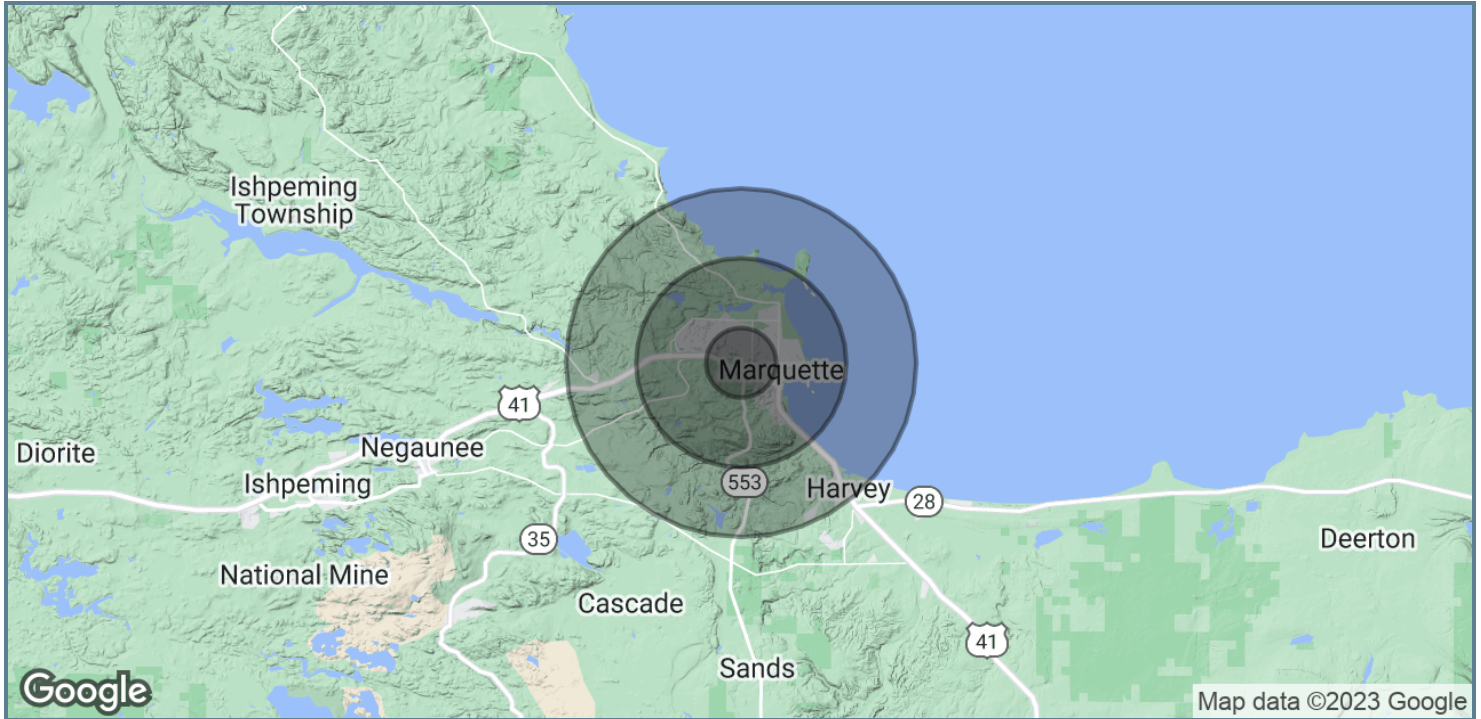 Ishpeming
Township
Marquette
41
Diorite
Negaunee
Ishpeming
553
Harvey
28
35
Deerton
National Mine
Cascade
41
Sands
Google
Map data ©2023 Google